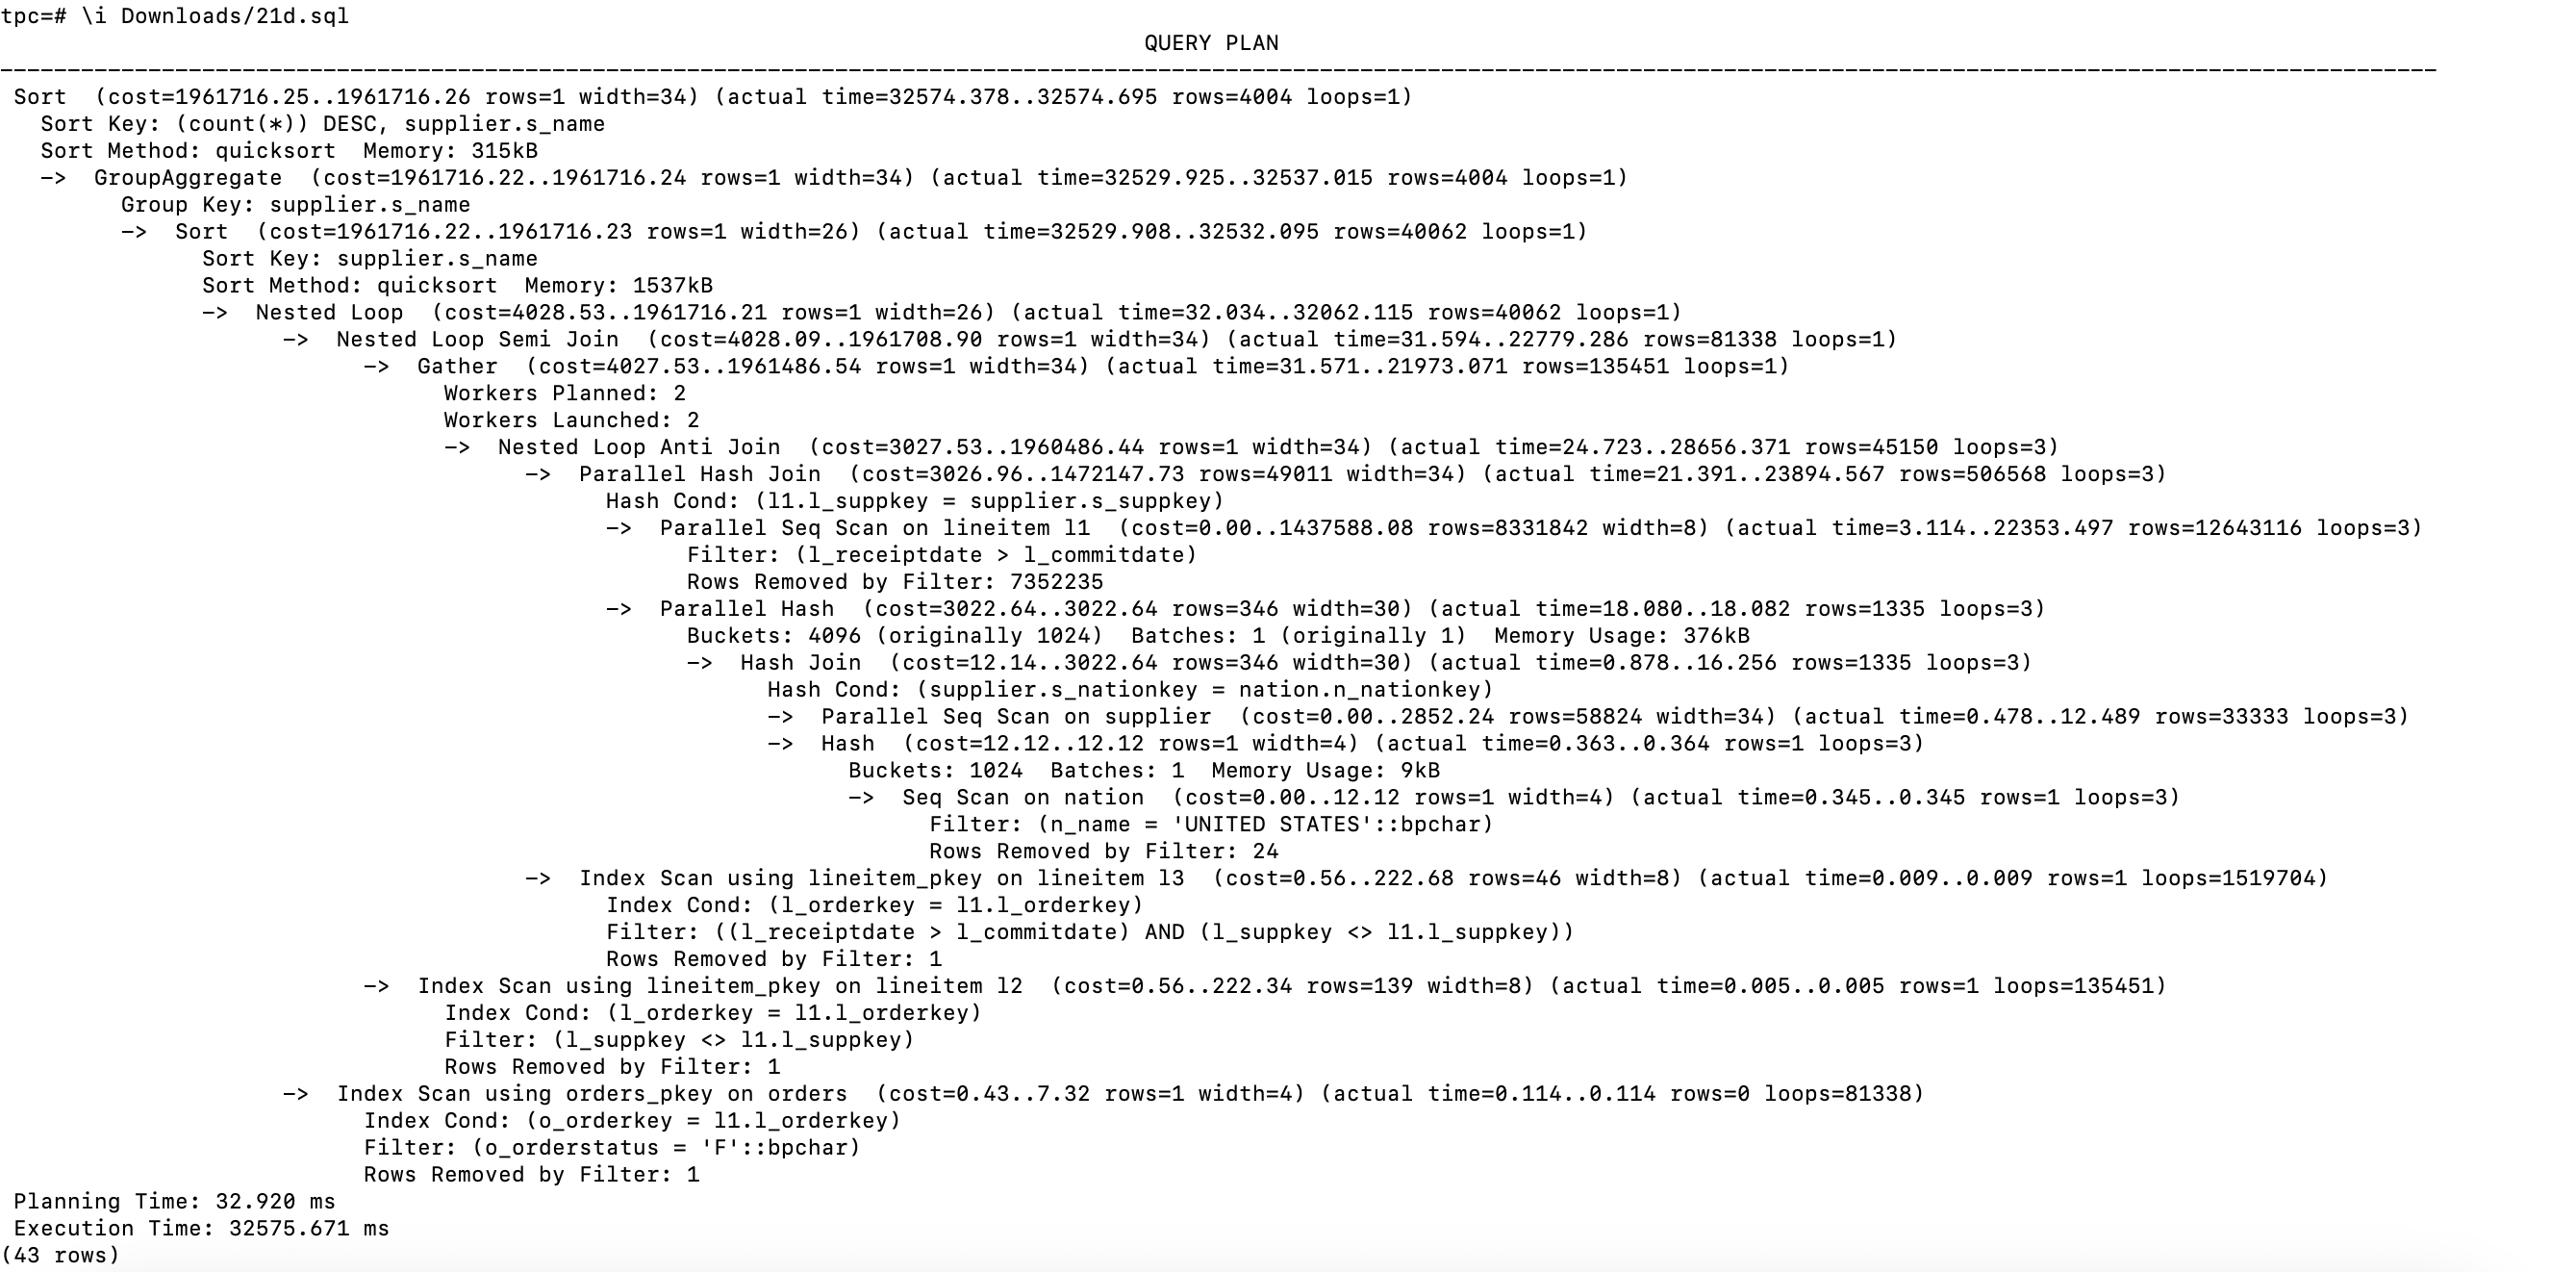 tpc=# \i Downloads/21d.sql
QUERY PLAN
------------------------------------------------------------------------------------------------------------------------------------------------------------------------------------
Sort  (cost=1961716.25..1961716.26 rows=1 width=34) (actual time=32574.378..32574.695 rows=4004 loops=1)
Sort Key: (count(*)) DESC, supplier.s_name
Sort Method: quicksort  Memory: 315kB
->  GroupAggregate  (cost=1961716.22..1961716.24 rows=1 width=34) (actual time=32529.925..32537.015 rows=4004 loops=1)
Group Key: supplier.s_name
->  Sort  (cost=1961716.22..1961716.23 rows=1 width=26) (actual time=32529.908..32532.095 rows=40062 loops=1)
Sort Key: supplier.s_name
Sort Method: quicksort  Memory: 1537kB
->  Nested Loop  (cost=4028.53..1961716.21 rows=1 width=26) (actual time=32.034..32062.115 rows=40062 loops=1)
->  Nested Loop Semi Join  (cost=4028.09..1961708.90 rows=1 width=34) (actual time=31.594..22779.286 rows=81338 loops=1)
->  Gather  (cost=4027.53..1961486.54 rows=1 width=34) (actual time=31.571..21973.071 rows=135451 loops=1)
Workers Planned: 2
Workers Launched: 2
->  Nested Loop Anti Join  (cost=3027.53..1960486.44 rows=1 width=34) (actual time=24.723..28656.371 rows=45150 loops=3)
->  Parallel Hash Join  (cost=3026.96..1472147.73 rows=49011 width=34) (actual time=21.391..23894.567 rows=506568 loops=3)
Hash Cond: (l1.l_suppkey = supplier.s_suppkey)
->  Parallel Seq Scan on lineitem l1  (cost=0.00..1437588.08 rows=8331842 width=8) (actual time=3.114..22353.497 rows=12643116 loops=3)
Filter: (l_receiptdate > l_commitdate)
Rows Removed by Filter: 7352235
->  Parallel Hash  (cost=3022.64..3022.64 rows=346 width=30) (actual time=18.080..18.082 rows=1335 loops=3)
Buckets: 4096 (originally 1024)  Batches: 1 (originally 1)  Memory Usage: 376kB
->  Hash Join  (cost=12.14..3022.64 rows=346 width=30) (actual time=0.878..16.256 rows=1335 loops=3)
Hash Cond: (supplier.s_nationkey = nation.n_nationkey)
->  Parallel Seq Scan on supplier  (cost=0.00..2852.24 rows=58824 width=34) (actual time=0.478..12.489 rows=33333 loops=3)
->  Hash  (cost=12.12..12.12 rows=1 width=4) (actual time=0.363..0.364 rows=1 loops=3)
Buckets: 1024  Batches: 1  Memory Usage: 9kB
->  Seq Scan on nation  (cost=0.00..12.12 rows=1 width=4) (actual time=0.345..0.345 rows=1 loops=3)
Filter: (n_name = 'UNITED STATES'::bpchar)
Rows Removed by Filter: 24
->  Index Scan using lineitem_pkey on lineitem l3  (cost=0.56..222.68 rows=46 width=8) (actual time=0.009..0.009 rows=1 loops=1519704)
Index Cond: (l_orderkey = l1.l_orderkey)
Filter: ((l_receiptdate > l_commitdate) AND (l_suppkey <> l1.l_suppkey))
Rows Removed by Filter: 1
->  Index Scan using lineitem_pkey on lineitem l2  (cost=0.56..222.34 rows=139 width=8) (actual time=0.005..0.005 rows=1 loops=135451)
Index Cond: (l_orderkey = l1.l_orderkey)
Filter: (l_suppkey <> l1.l_suppkey)
Rows Removed by Filter: 1
->  Index Scan using orders_pkey on orders  (cost=0.43..7.32 rows=1 width=4) (actual time=0.114..0.114 rows=0 loops=81338)
Index Cond: (o_orderkey = l1.l_orderkey)
Filter: (o_orderstatus = 'F'::bpchar)
Rows Removed by Filter: 1
Planning Time: 32.920 ms
Execution Time: 32575.671 ms
(43 rows)